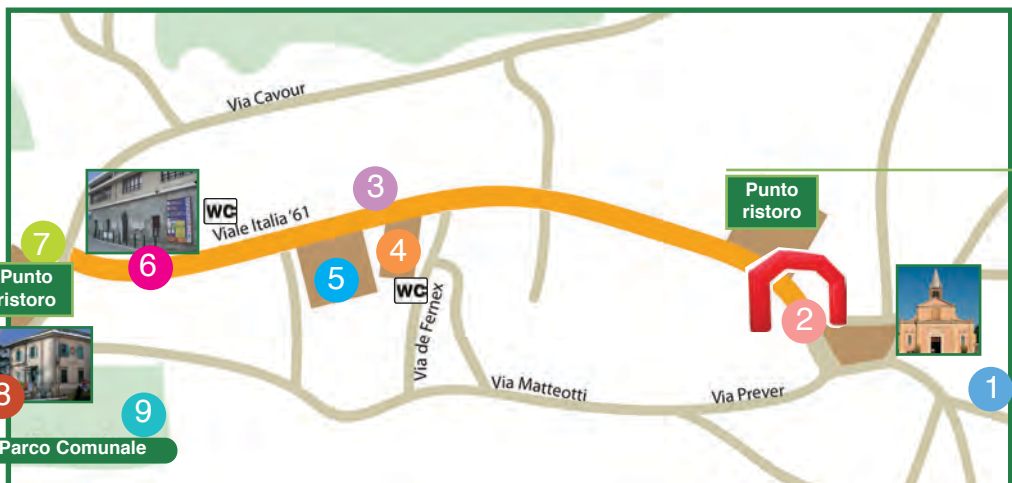 Via Cavour
3
Punto
ristoro
WC
Viale Italia '61
7
4
6
5
Punto
ristoro
WC
2
Via de Fernex
8
Via Matteotti
Via Prever
1
9
Parco Comunale